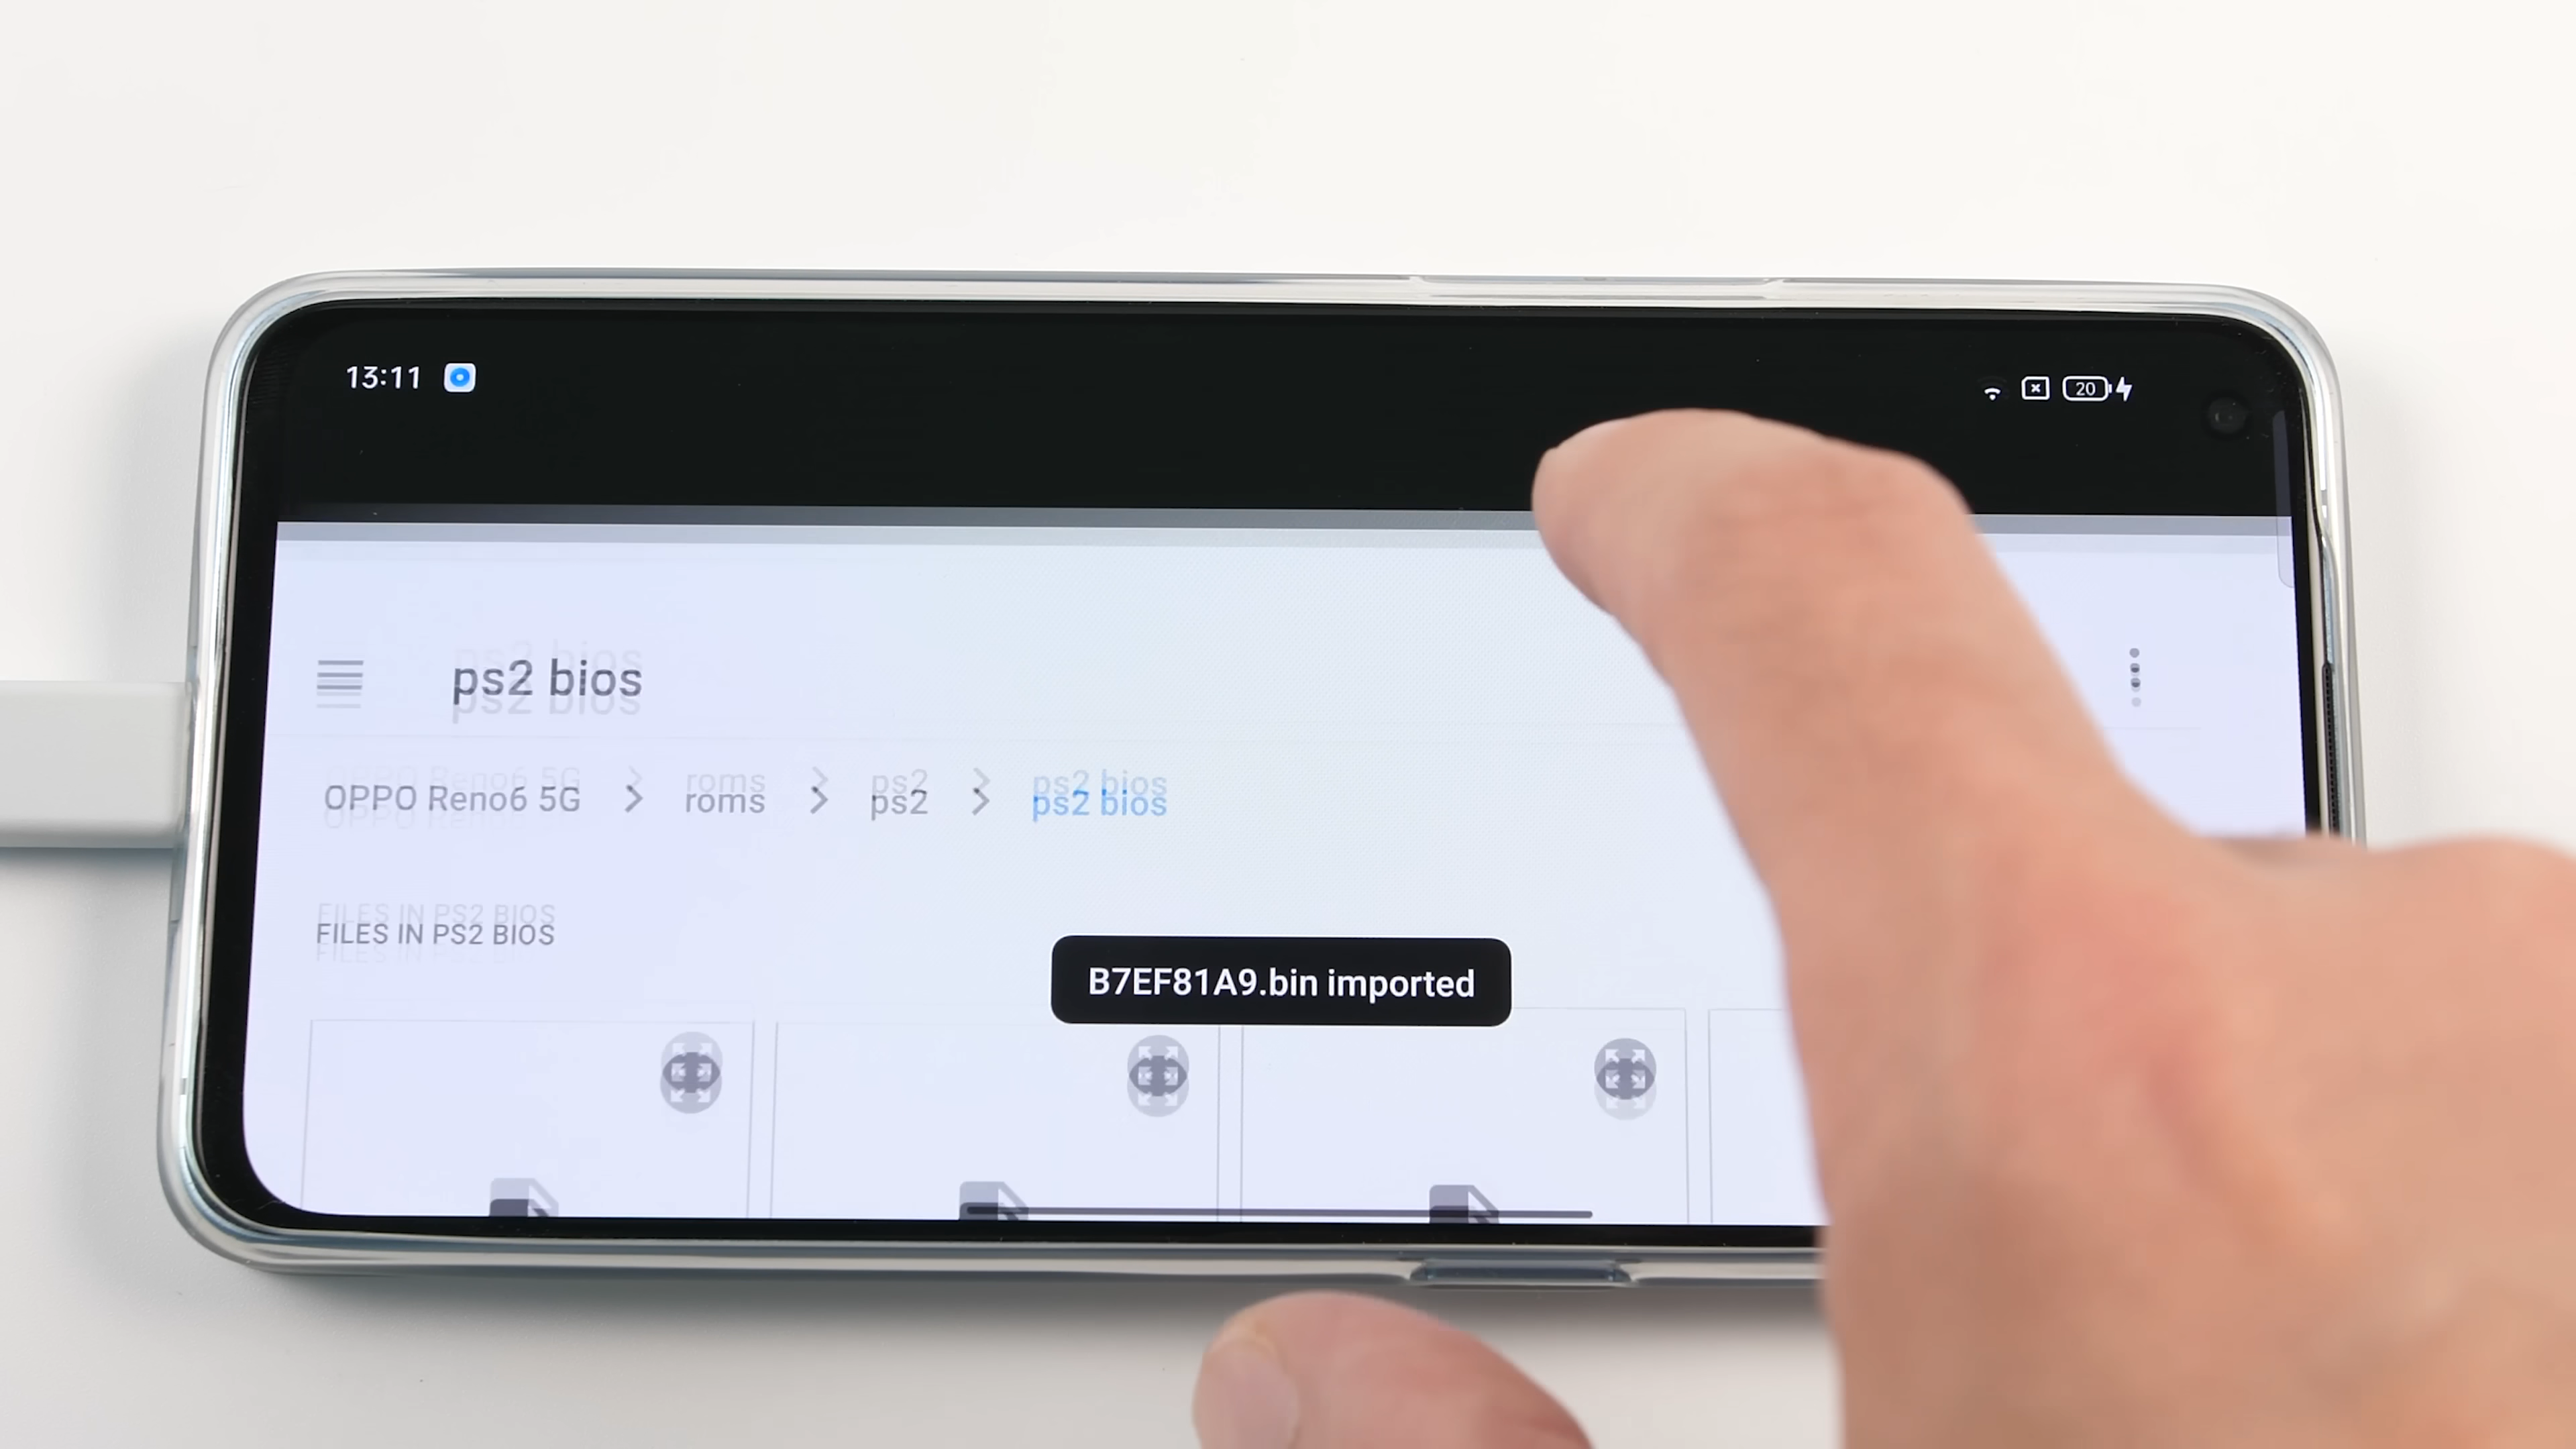 13:11
20
ps2 bios
OPPO Reno6 5G > roms > ps2 > ps2 bios
FILES IN PS2 BIOS
B7EF81A9.bin imported